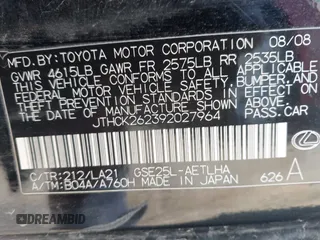 MFD. BY: TOYOTA MOTOR CORPORATION 08/08
GVWR 4615LB GAWR FR 2575LB RR 2535LB
THIS VEHICLE CONFORMS TO ALL APPLICABLE
FEDERAL MOTOR VEHICLE SAFETY, BUMPER, AND
THEFT PREVENTION STANDARDS IN EFFECT ON
THE DATE OF MANUFACTURE SHOWN ABOVE.
JTHCK262392027964 PASS. CAR
C/TR: 212/LA21 GSE25L-AETLHA
A/TM: B04A/A760H MADE IN JAPAN 626 A
DREAM BID